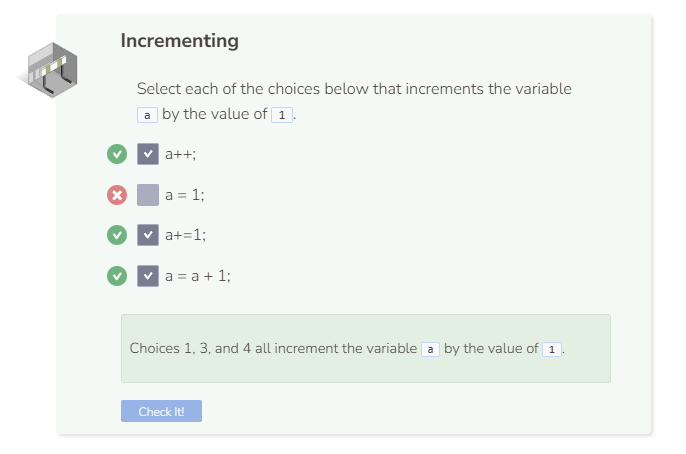 Incrementing
Select each of the choices below that increments the variable
a by the value of 1.
a++;
a = 1;
a+=1;
a = a + 1;
Choices 1, 3, and 4 all increment the variable a by the value of 1.
Check It!